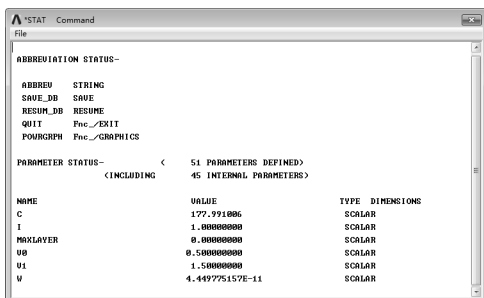 *STAT Command
File
ABBREVIATION STATUS-
ABBREV STRING
SAVE_DB SAVE
RESUM_DB RESUME
QUIT Fnc_/EXIT
POWRGRPH Fnc_/GRAPHICS
PARAMETER STATUS- ( 51 PARAMETERS DEFINED)
(INCLUDING 45 INTERNAL PARAMETERS)
NAME VALUE TYPE DIMENSIONS
C 177.991006 SCALAR
I 1.00000000 SCALAR
MAXLAYER 0.00000000 SCALAR
V0 0.500000000 SCALAR
V1 1.50000000 SCALAR
W 4.449775157E-11 SCALAR